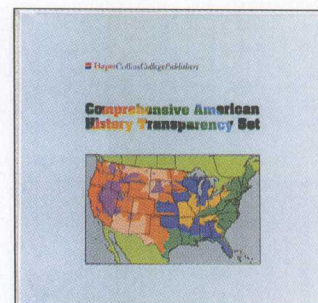 HarperCollinsCollegePublishers
Comprehensive American
History Transparency Set